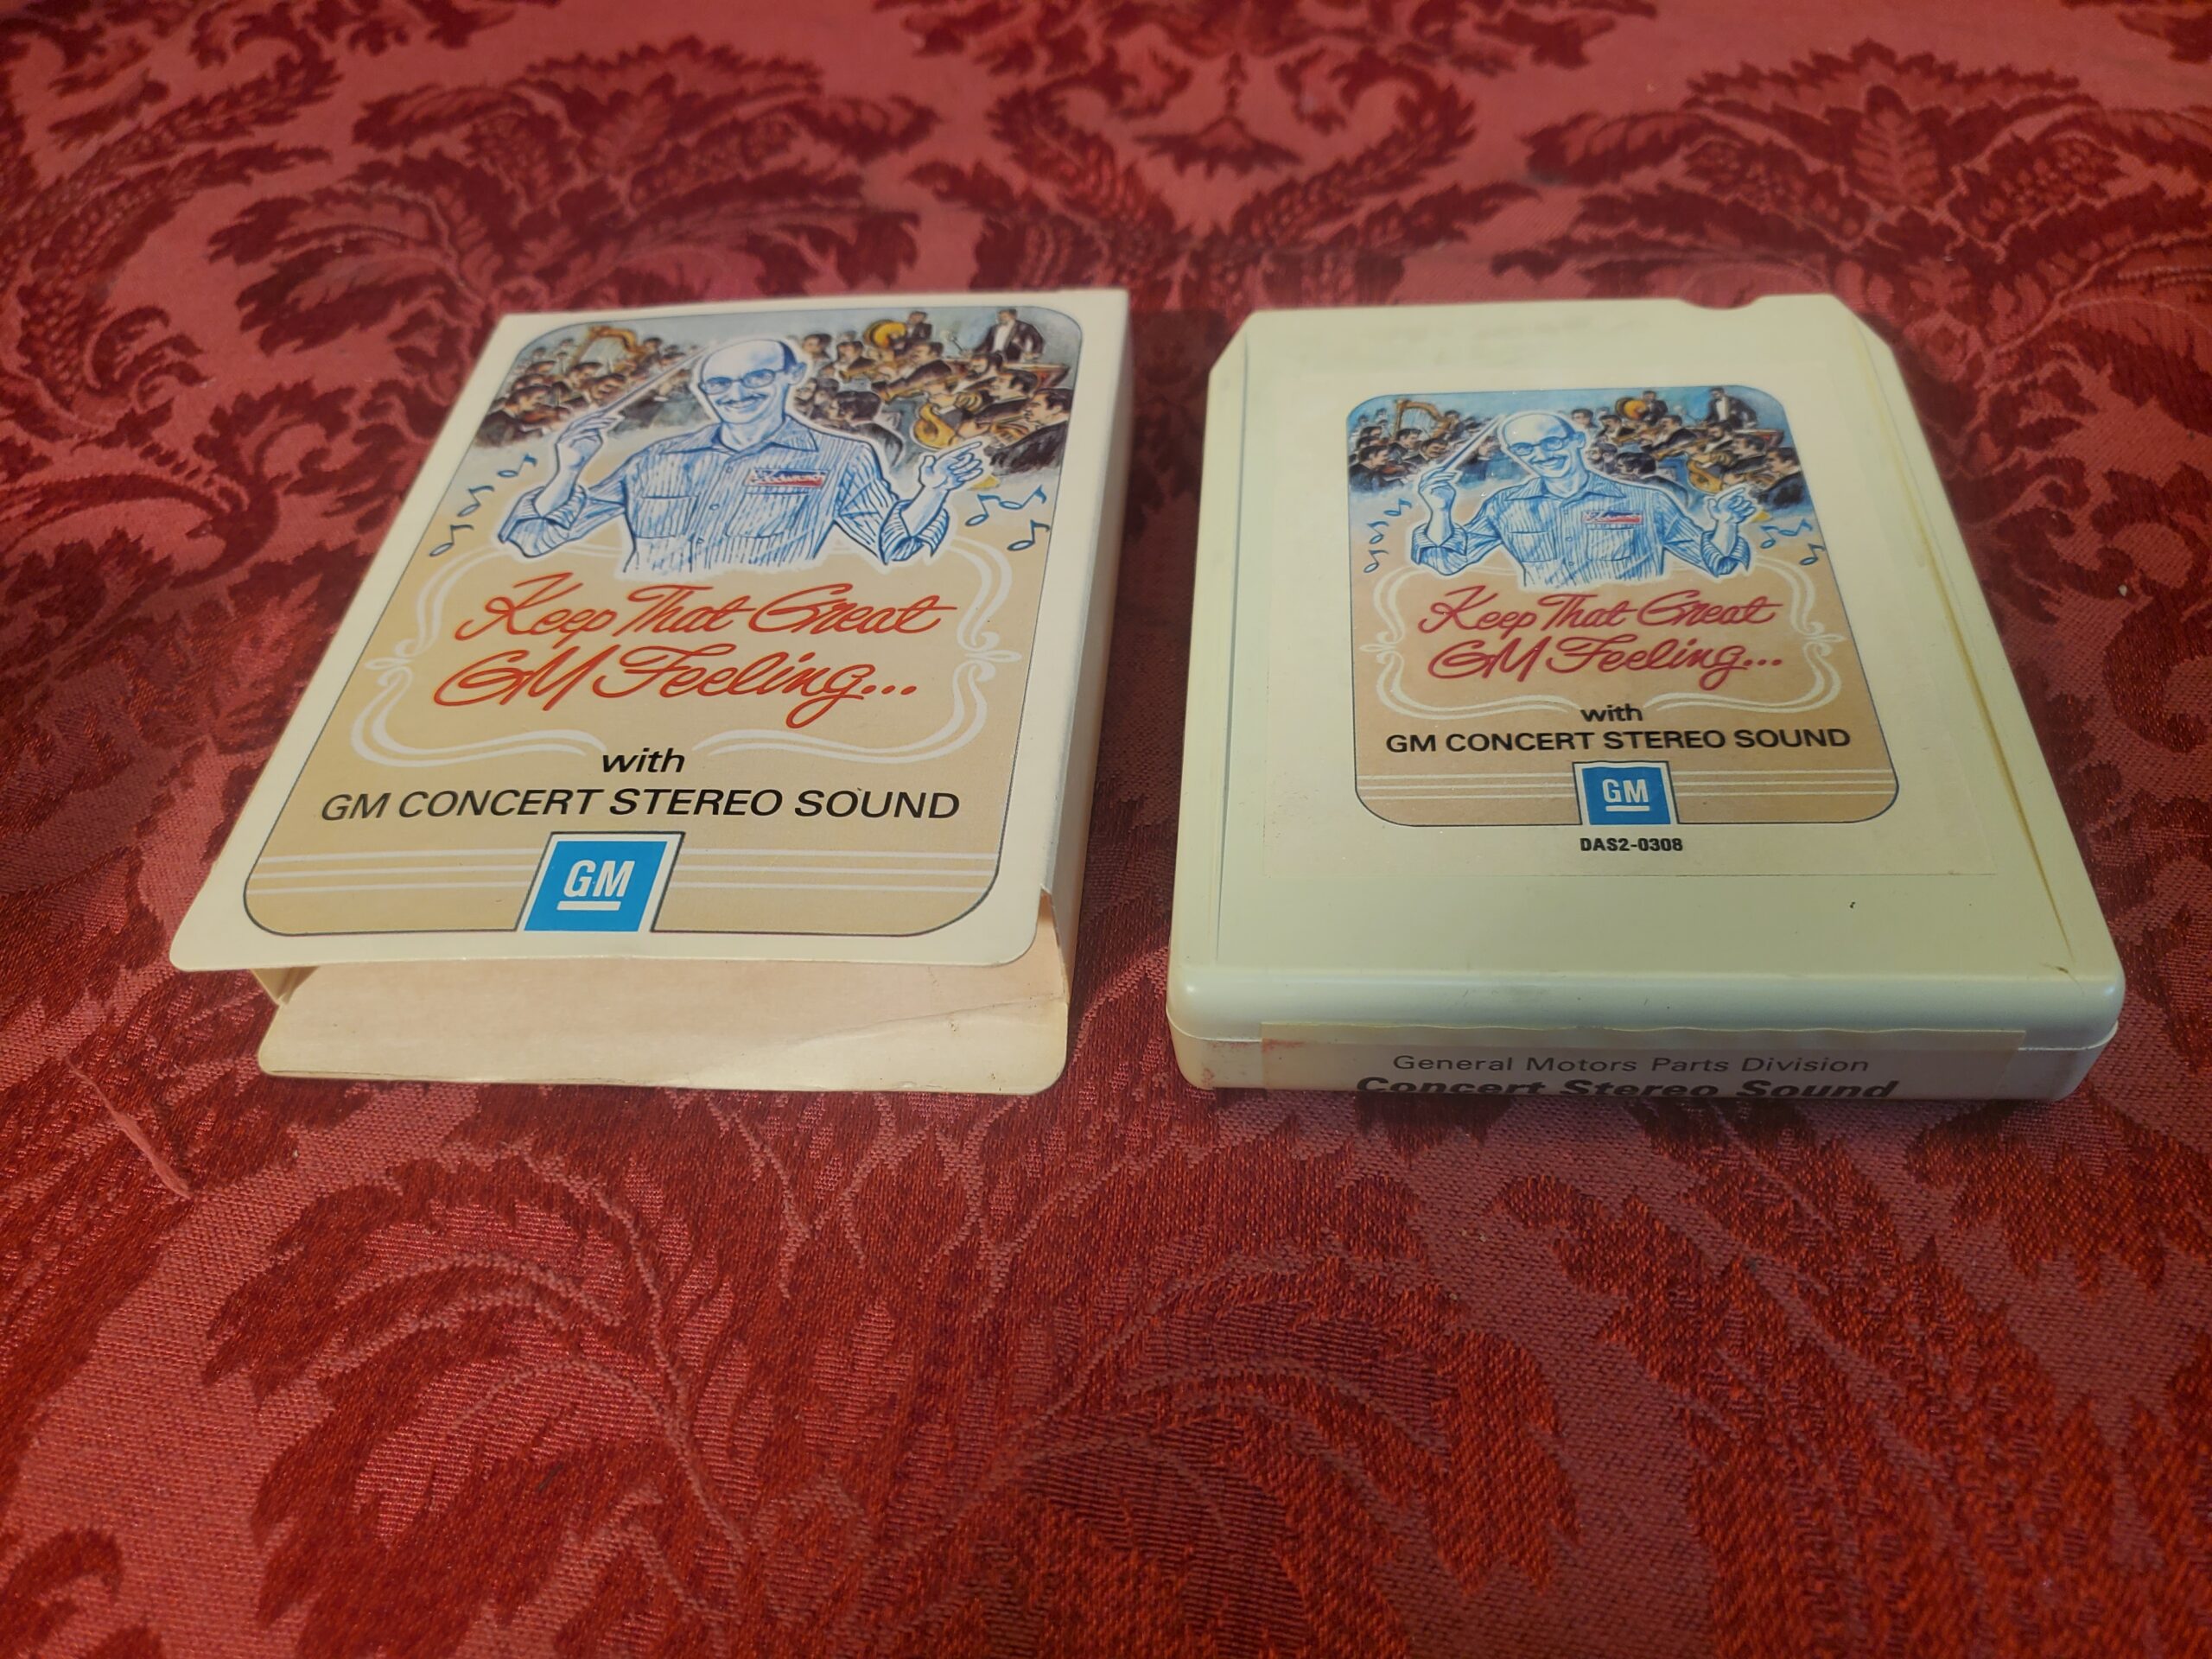 Keep That Great
GM Feeling...
with
GM CONCERT STEREO SOUND
GM
Keep That Great
GM Feeling...
with
GM CONCERT STEREO SOUND
GM
DAS2-0308
General Motors Parts Division
Concert Stereo Sound